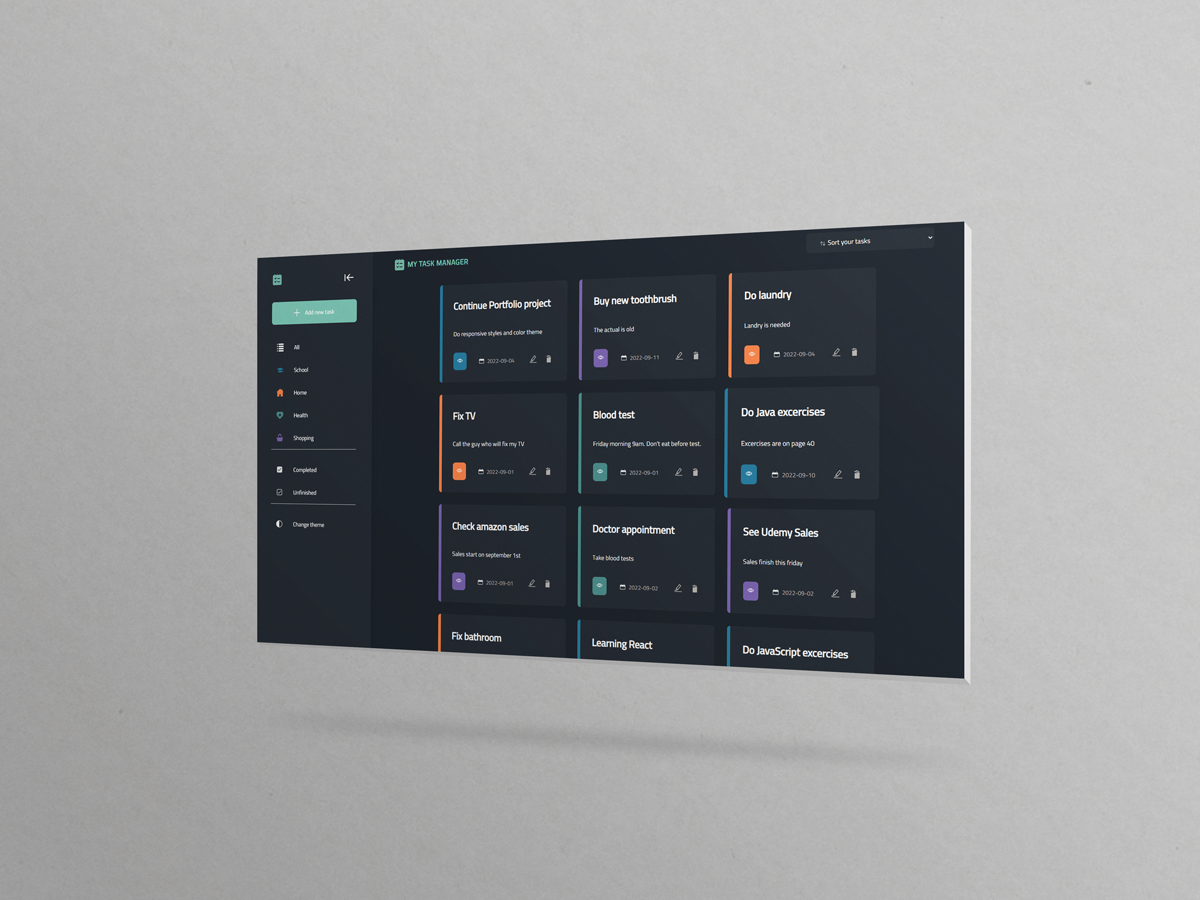 Add new task
All
School
Home
Health
Shopping
Completed
Unfinished
Change theme
MY TASK MANAGER
Sort your tasks
Continue Portfolio project
Do responsive styles and color theme
2022-09-04
Buy new toothbrush
The actual is old
2022-09-11
Do laundry
Landry is needed
2022-09-04
Fix TV
Call the guy who will fix my TV
2022-09-01
Blood test
Friday morning 9am. Don't eat before test.
2022-09-01
Do Java excercises
Excercises are on page 40
2022-09-10
Check amazon sales
Sales start on september 1st
2022-09-01
Doctor appointment
Take blood tests
2022-09-02
See Udemy Sales
Sales finish this friday
2022-09-02
Fix bathroom
Learning React
Do JavaScript excercises